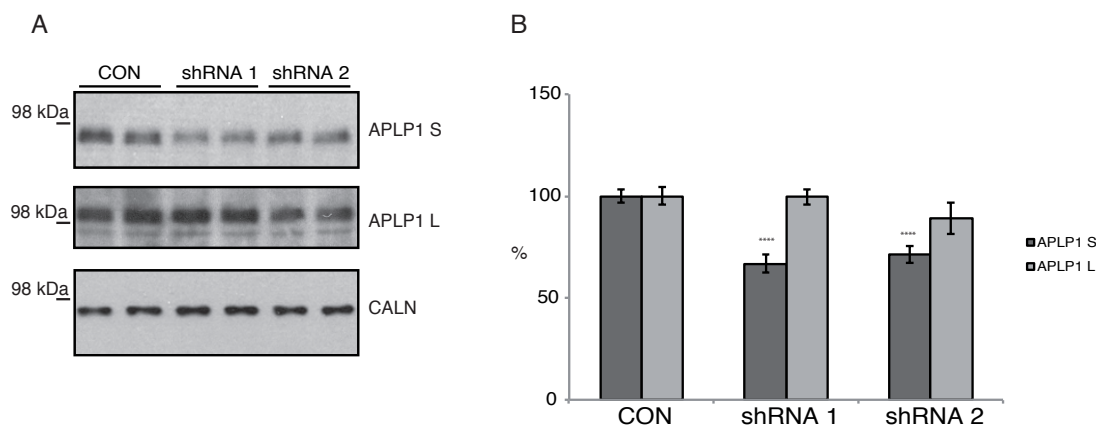 A
CON shRNA 1 shRNA 2
98 kDa
APLP1 S
98 kDa
APLP1 L
98 kDa
CALN
B
150
100
%
50
0
**** ****
CON shRNA 1 shRNA 2
APLP1 S
APLP1 L